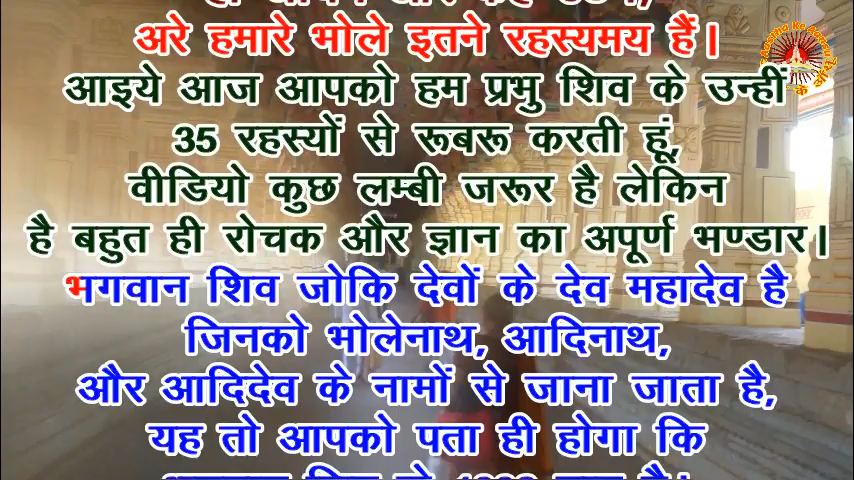 अरे हमारे भोले इतने रहस्यमय हैं।
आइये आज आपको हम प्रभु शिव के उन्हीं
35 रहस्यों से रूबरू करती हूं,
वीडियो कुछ लम्बी जरूर है लेकिन
है बहुत ही रोचक और ज्ञान का अपूर्ण भण्डार।
भगवान शिव जोकि देवों के देव महादेव है
जिनको भोलेनाथ, आदिनाथ,
और आदिदेव के नामों से जाना जाता है,
यह तो आपको पता ही होगा कि